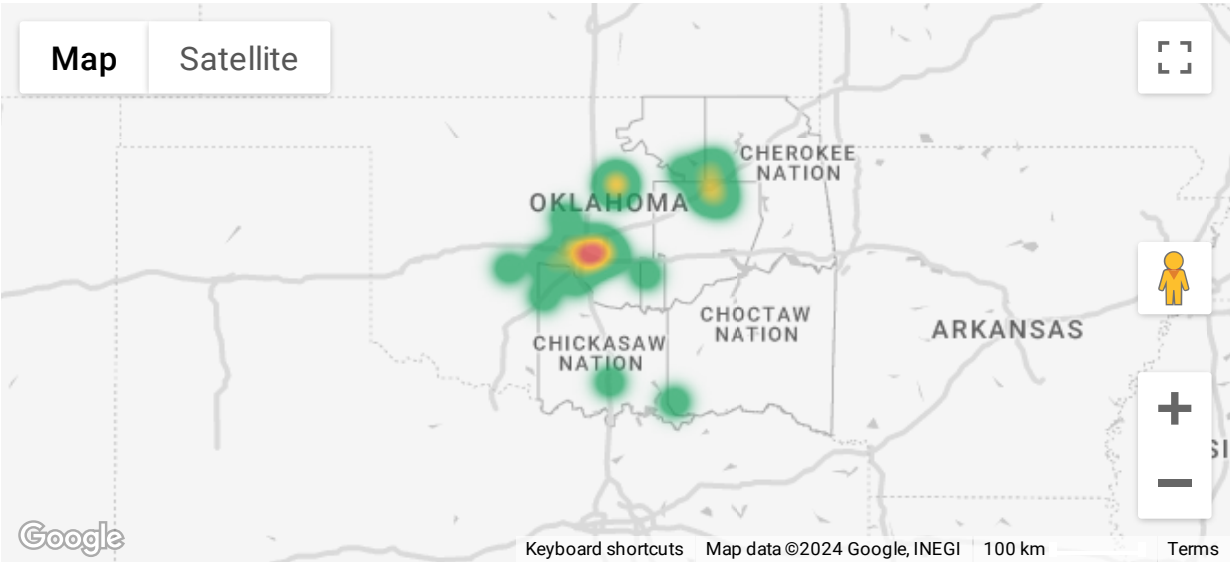 Map
Satellite
CHEROKEE
NATION
OKLAHOMA
CHOCTAW
NATION
ARKANSAS
CHICKASAW
NATION
SI
Google
Keyboard shortcuts
Map data ©2024 Google, INEGI
100 km
Terms